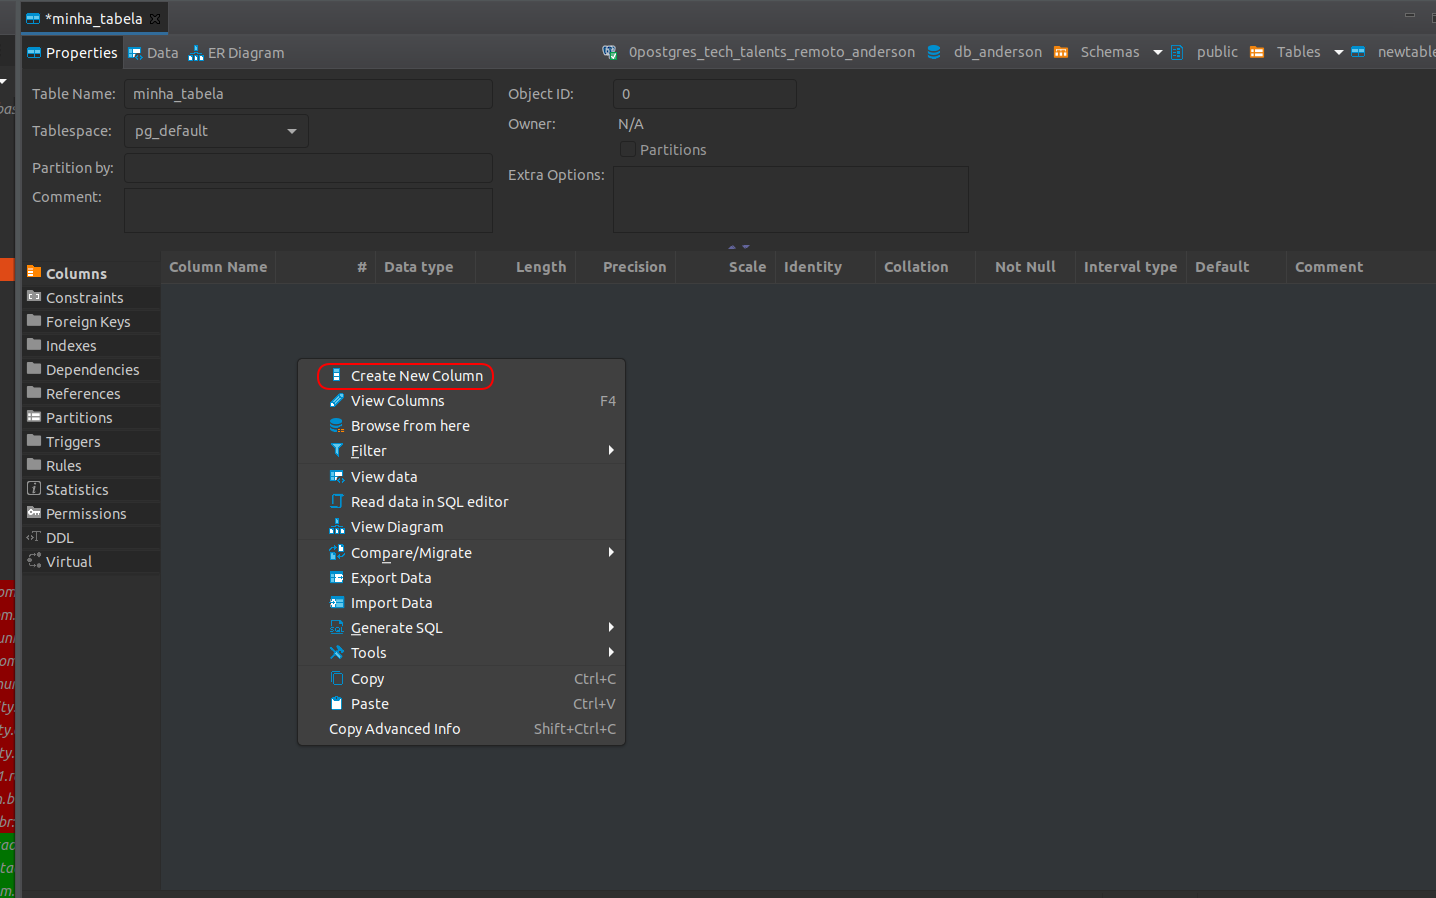 *minha_tabela
Properties Data ER Diagram 0postgres_tech_talents_remoto_anderson db_anderson Schemas public Tables newtable
Table Name: minha_tabela Object ID: 0
Tablespace: pg_default Owner: N/A
Partitions
Partition by: Extra Options:
Comment:
Column Name # Data type Length Precision Scale Identity Collation Not Null Interval type Default Comment
Columns
Constraints
Foreign Keys
Indexes
Dependencies
References
Partitions
Triggers
Rules
Statistics
Permissions
DDL
Virtual
Create New Column
View Columns F4
Browse from here
Filter
View data
Read data in SQL editor
View Diagram
Compare/Migrate
Export Data
Import Data
Generate SQL
Tools
Copy Ctrl+C
Paste Ctrl+V
Copy Advanced Info Shift+Ctrl+C